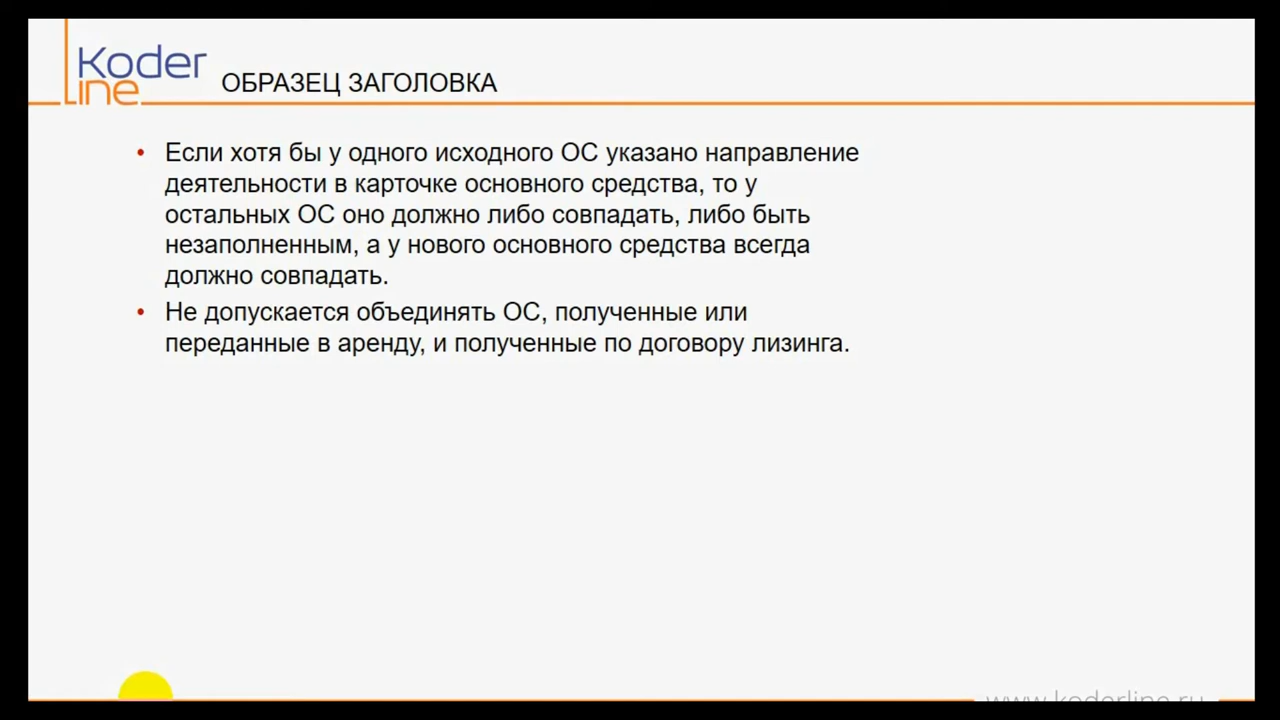 Koder
Line
ОБРАЗЕЦ ЗАГОЛОВКА
• Если хотя бы у одного исходного ОС указано направление
деятельности в карточке основного средства, то у
остальных ОС оно должно либо совпадать, либо быть
незаполненным, а у нового основного средства всегда
должно совпадать.
• Не допускается объединять ОС, полученные или
переданные в аренду, и полученные по договору лизинга.
www.koderline.ru